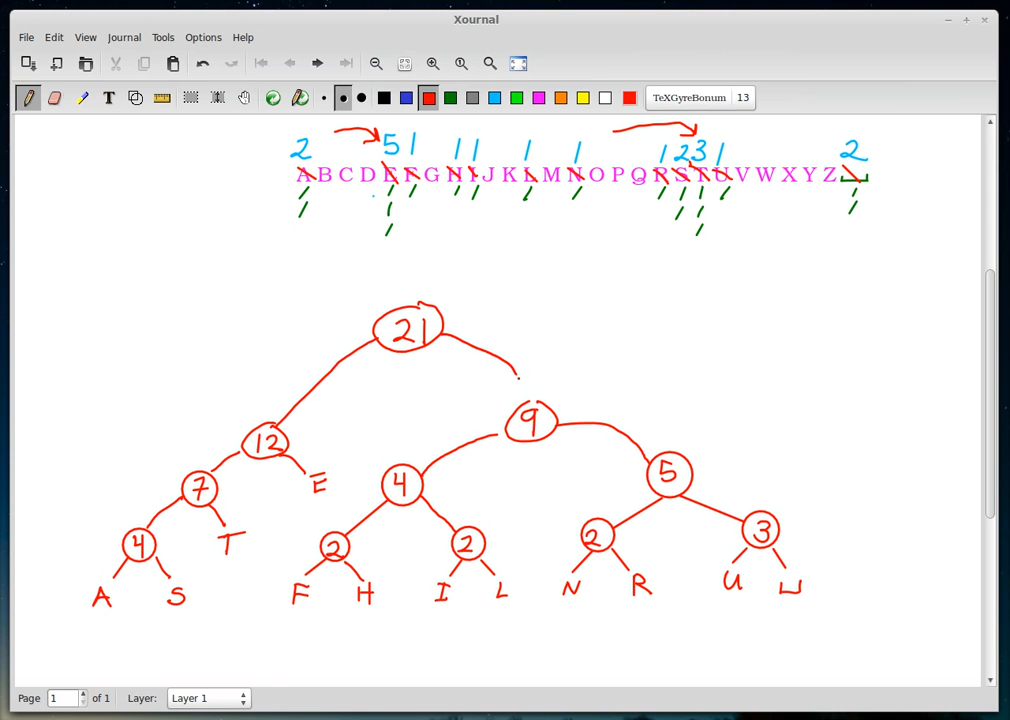 Xournal
File Edit View Journal Tools Options Help
TeXGyreBonum 13
2 5 1 1 1 1 1 1 2 3 1 2
A B C D E F G H I J K L M N O P Q R S T U V W X Y Z
21
12 9
7 E 4 5
4 T 2 2 2 3
A S F H I L N R U ␣
Page 1 of 1 Layer: Layer 1